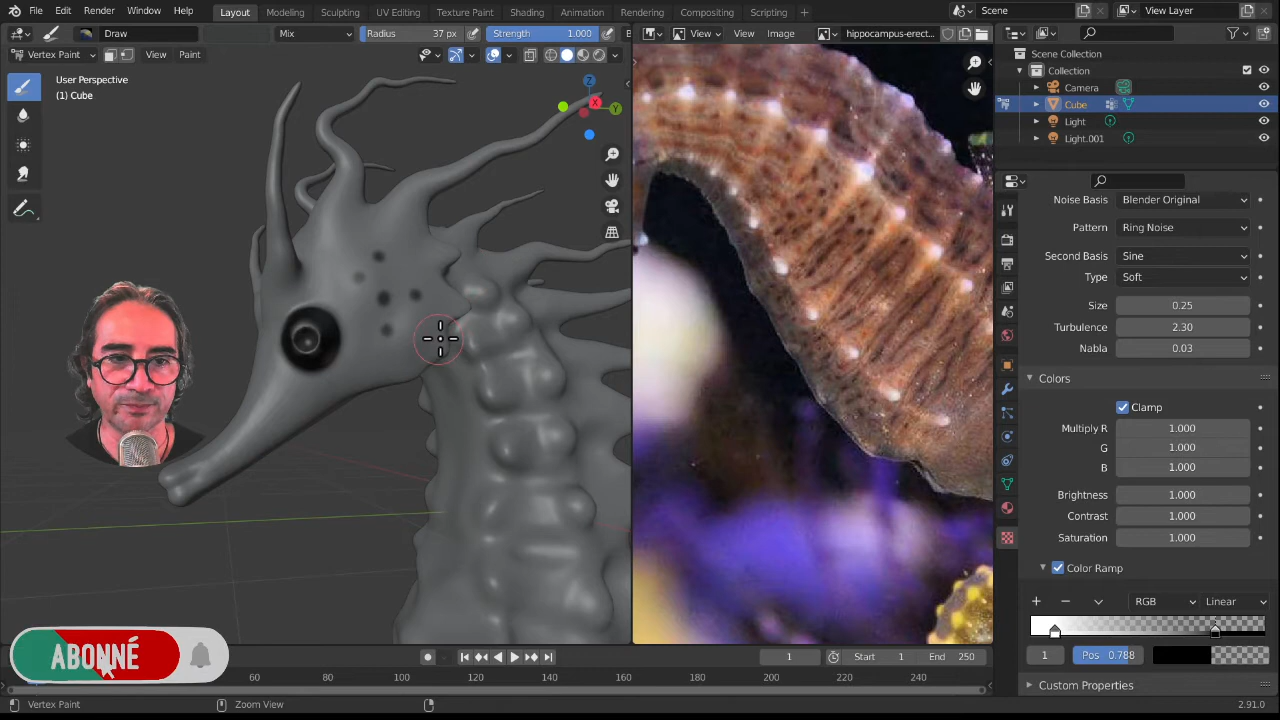 File Edit Render Window Help
Layout Modeling Sculpting UV Editing Texture Paint Shading Animation Rendering Compositing Scripting +
Scene View Layer
Draw Mix Radius 37 px Strength 1.000
Vertex Paint View Paint
View View Image hippocampus-erect...
User Perspective
(1) Cube
Z
X
Y
Scene Collection
Collection
Camera
Cube
Light
Light.001
Noise Basis Blender Original
Pattern Ring Noise
Second Basis Sine
Type Soft
Size 0.25
Turbulence 2.30
Nabla 0.03
Colors
Clamp
Multiply R 1.000
G 1.000
B 1.000
Brightness 1.000
Contrast 1.000
Saturation 1.000
Color Ramp
RGB Linear
1 Pos 0.788
Custom Properties
ABONNÉ
1 Start 1 End 250
60 80 100 120 140 160 180 200 220 240
Vertex Paint Zoom View 2.91.0